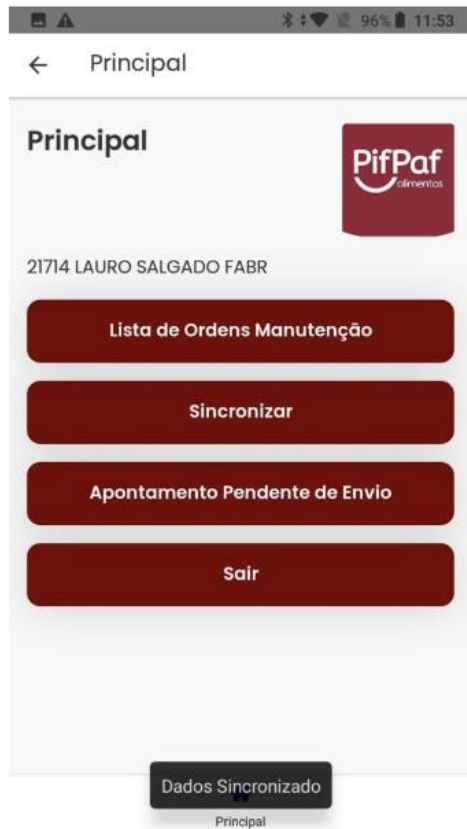 96% 11:53
Principal
Principal
PifPaf
alimentos
21714 LAURO SALGADO FABR
Lista de Ordens Manutenção
Sincronizar
Apontamento Pendente de Envio
Sair
Dados Sincronizado
Principal